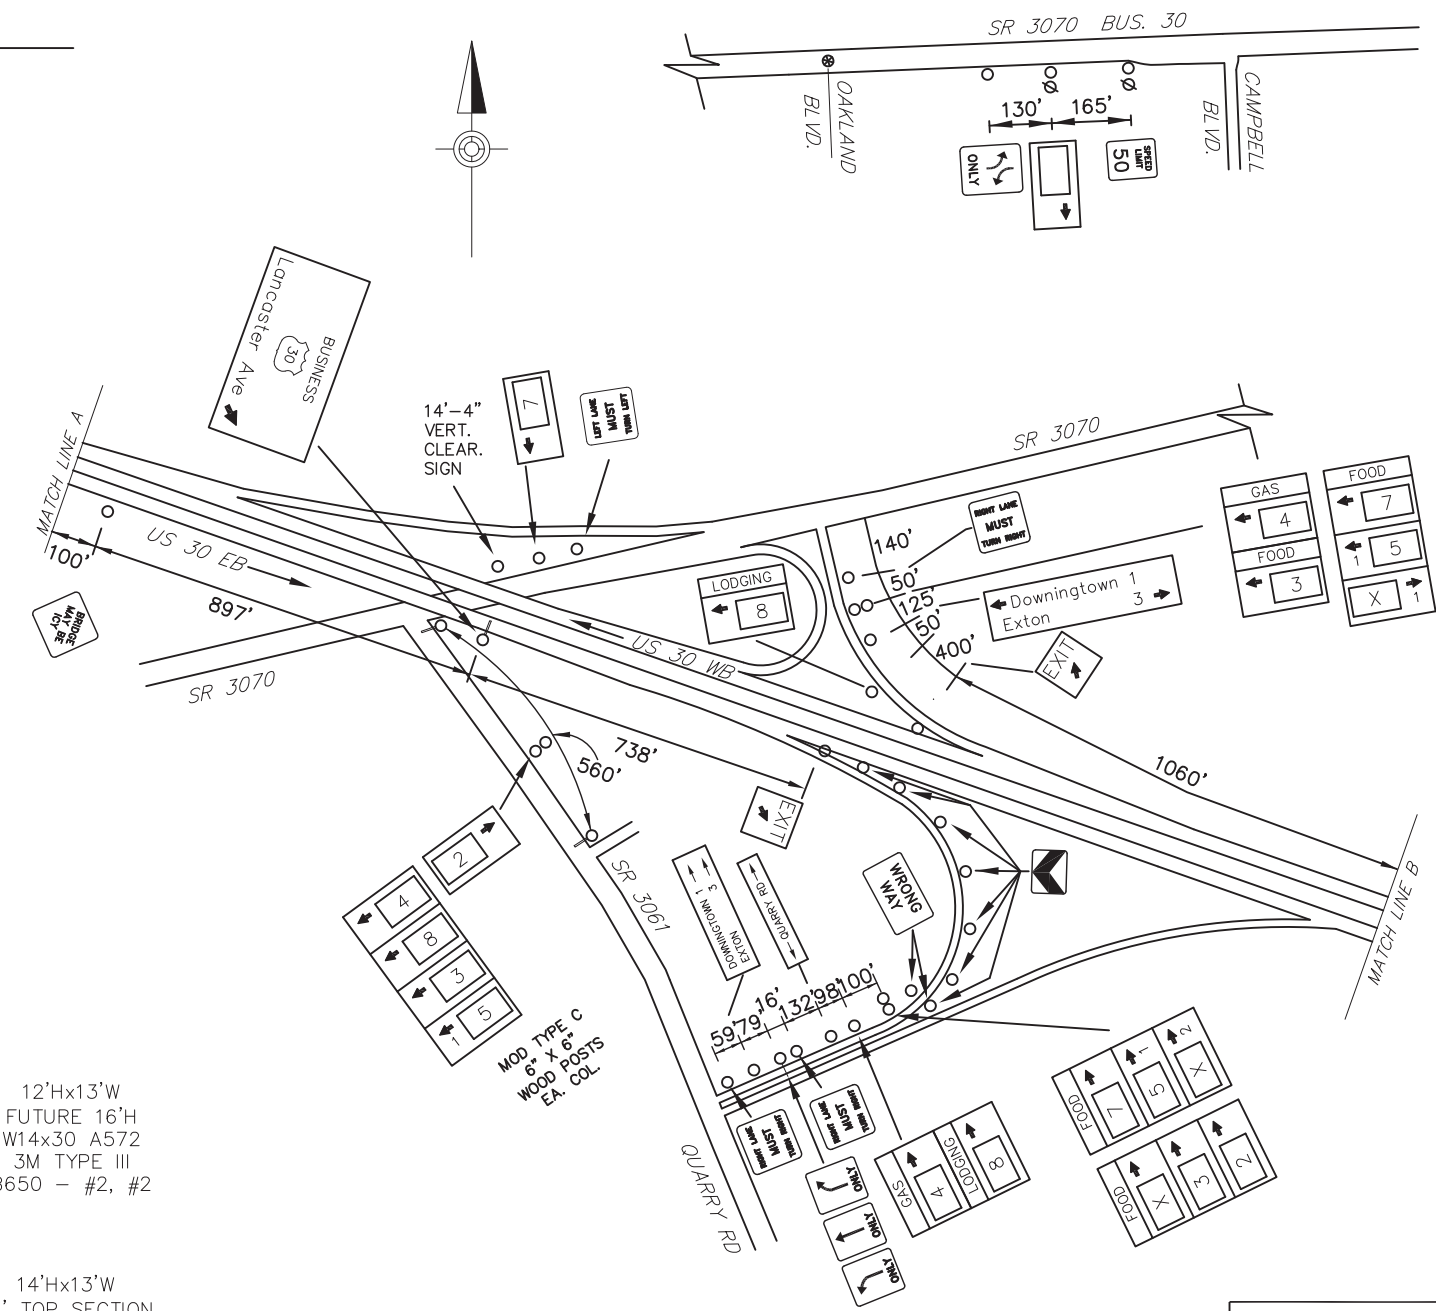 SR 3070 BUS. 30
OAKLAND
BLVD.
CAMPBELL
BLVD.
130'
165'
ONLY
SPEED
LIMIT
50
BUSINESS
30
Lancaster Ave
MATCH LINE A
100'
US 30 EB
897'
BRIDGE
MAY BE
ICY
SR 3070
14'-4"
VERT.
CLEAR.
SIGN
7
LEFT LANE
MUST
TURN LEFT
SR 3070
RIGHT LANE
MUST
TURN RIGHT
140'
50'
125'
50'
400'
LODGING
8
Downingtown 1
Exton 3
EXIT
GAS
4
FOOD
3
FOOD
7
1 5
X 1
US 30 WB
1060'
MATCH LINE B
738'
560'
EXIT
2
4
8
3
1 5
SR 3061
DOWNINGTOWN 1
EXTON 3
QUARRY RD
WRONG
WAY
59'
79'
16'
132'
98'
100'
MOD TYPE C
6" X 6"
WOOD POSTS
EA. COL.
RIGHT LANE
MUST
TURN RIGHT
RIGHT LANE
MUST
TURN RIGHT
ONLY
ONLY
ONLY
GAS
4
LODGING
8
FOOD
7
5 1
X 2
FOOD
X
3
2
QUARRY RD
12'Hx13'W
FUTURE 16'H
W14x30 A572
3M TYPE III
3650 - #2, #2
14'Hx13'W
' TOP SECTION